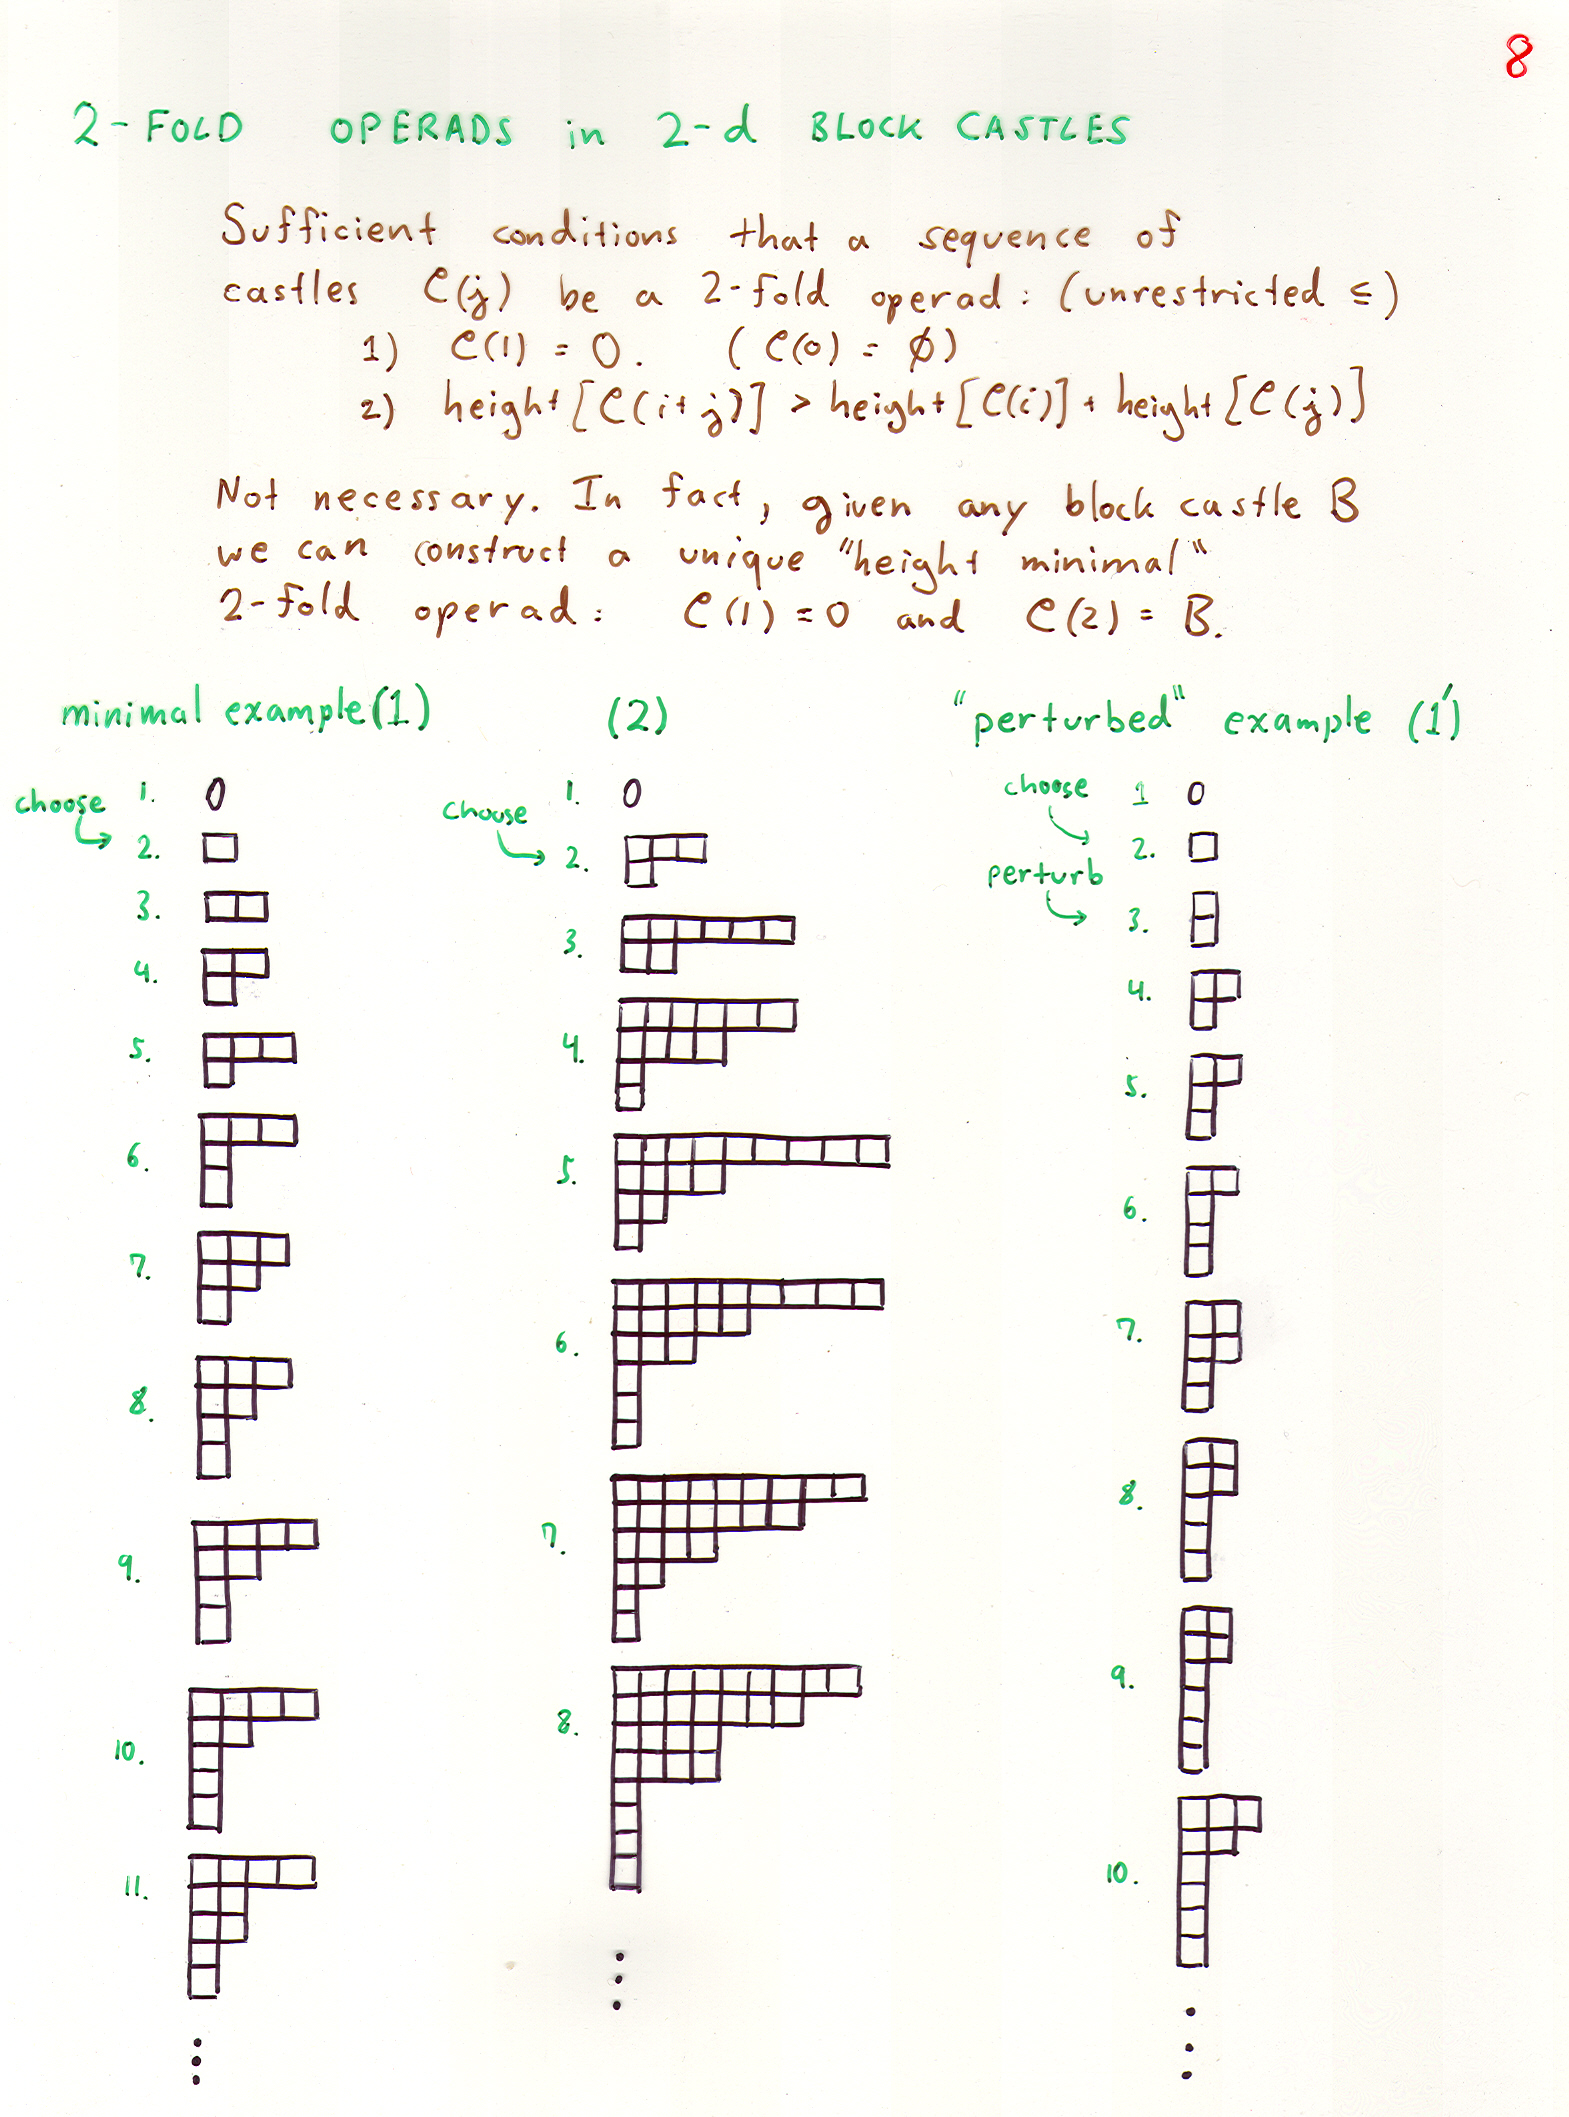 8
2-FOLD OPERADS in 2-d BLOCK CASTLES
Sufficient conditions that a sequence of
castles C(j) be a 2-fold operad: (unrestricted ≤)
1) C(1) = 0. (C(0) = ∅)
2) height[C(i+j)] > height[C(i)] + height[C(j)]
Not necessary. In fact, given any block castle B
we can construct a unique "height minimal"
2-fold operad: C(1) = 0 and C(2) = B.
minimal example (1)
choose
1. 0
2.
3.
4.
5.
6.
7.
8.
9.
10.
11.
(2)
choose
1. 0
2.
3.
4.
5.
6.
7.
8.
"perturbed" example (1')
choose
perturb
1 0
2.
3.
4.
5.
6.
7.
8.
9.
10.